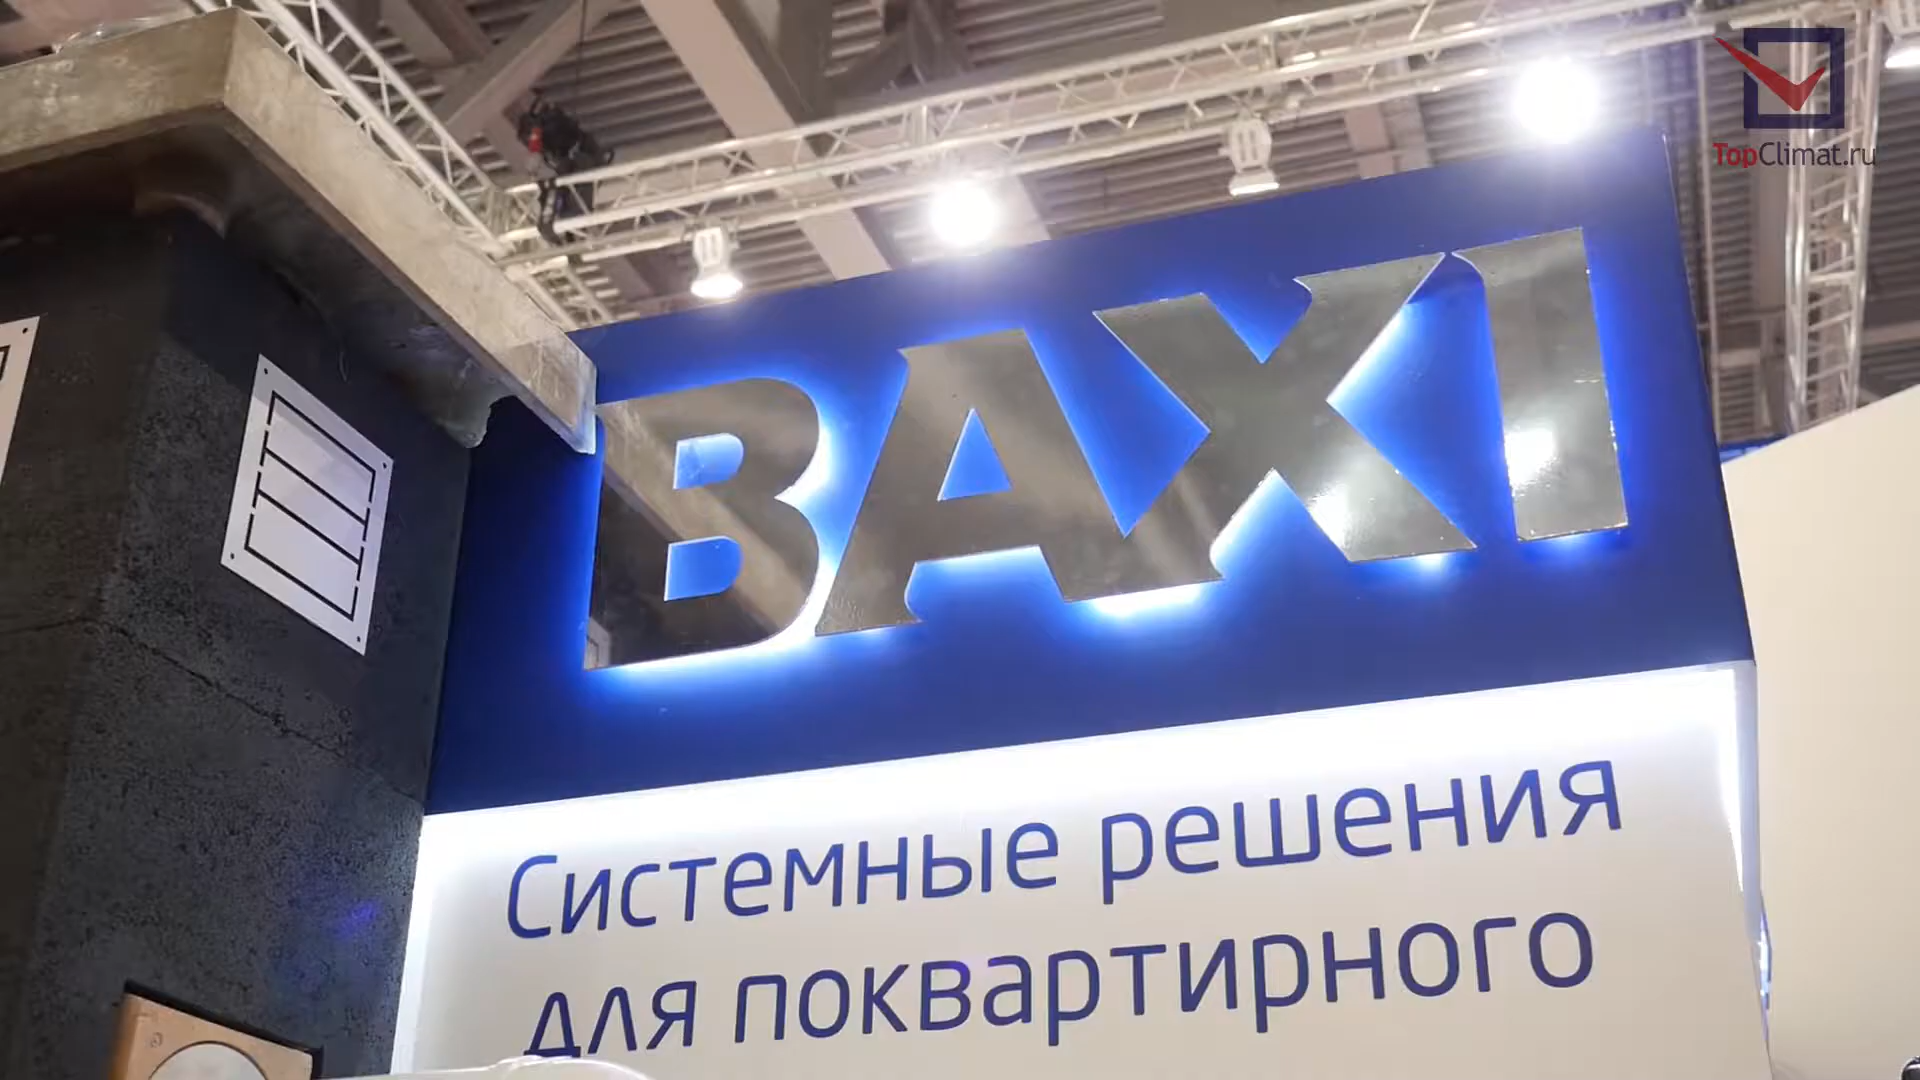 TopClimat.ru
BAXI
Системные решения
для поквартирного